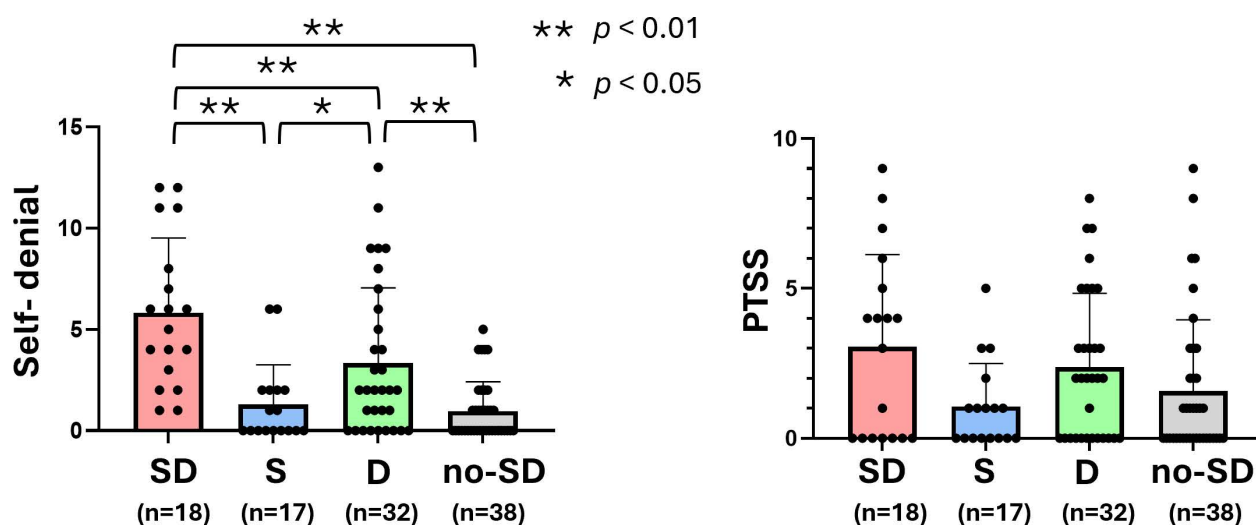 ** p < 0.01
* p < 0.05
**
**
** * **
Self- denial
15
10
5
0
SD S D no-SD
(n=18) (n=17) (n=32) (n=38)
PTSS
10
5
0
SD S D no-SD
(n=18) (n=17) (n=32) (n=38)